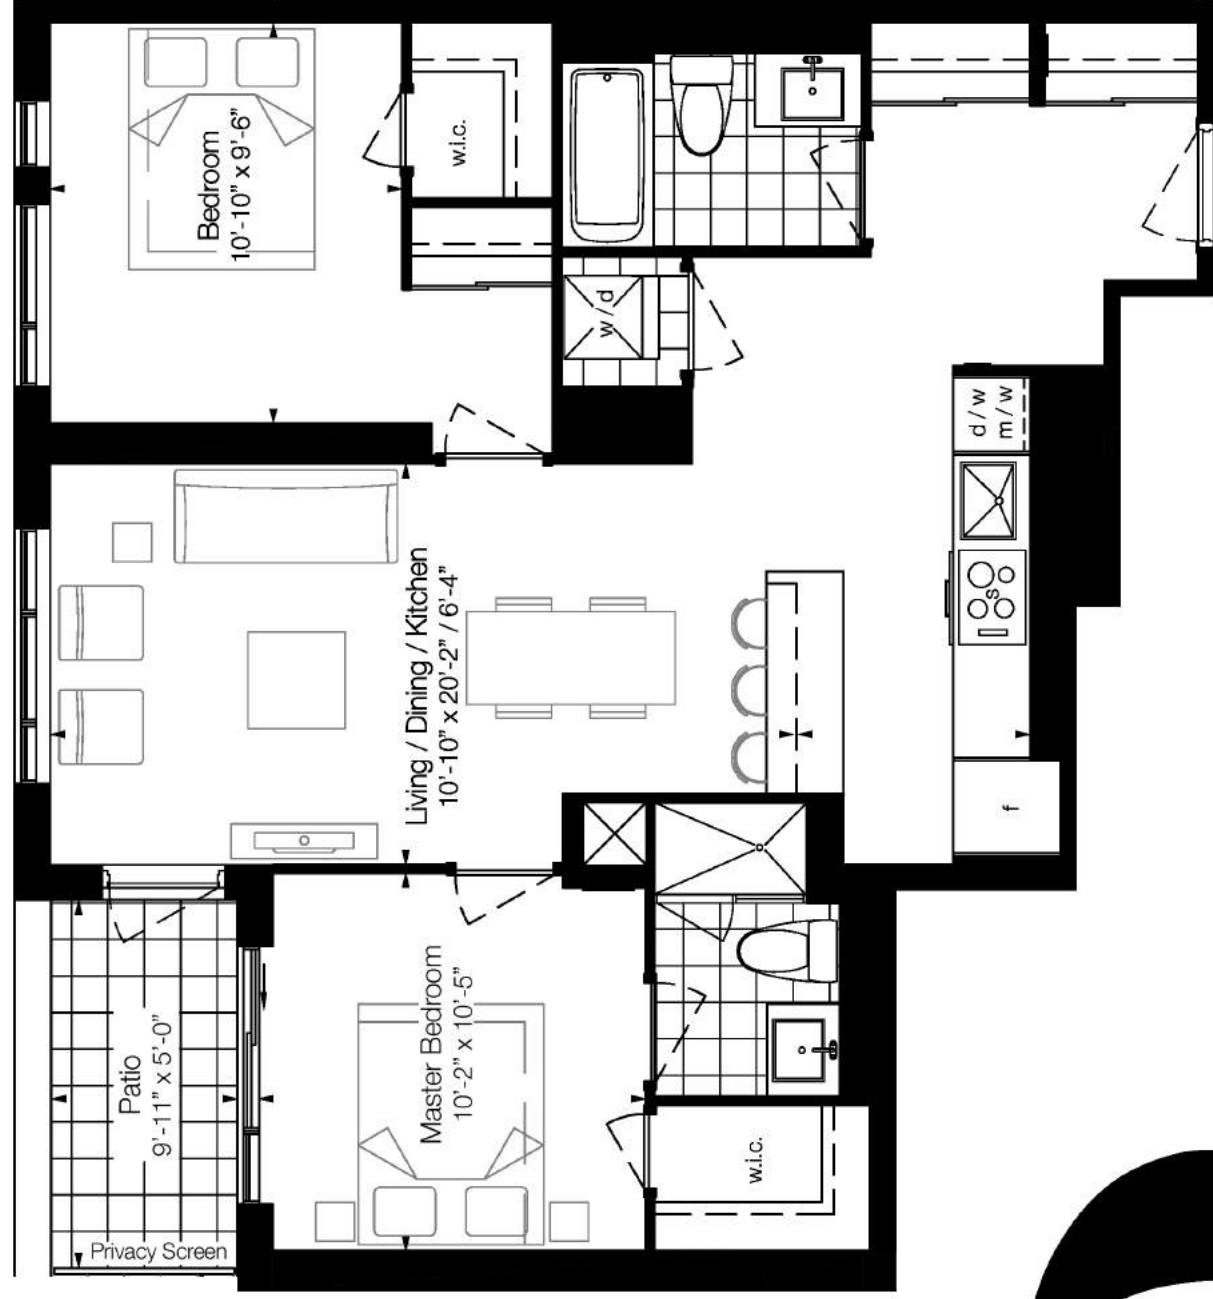 Bedroom
10'-10" x 9'-6"
w.i.c.
w / d
d / w
m / w
s
Living / Dining / Kitchen
10'-10" x 20'-2" / 6'-4"
f
Master Bedroom
10'-2" x 10'-5"
Patio
9'-11" x 5'-0"
w.i.c.
Privacy Screen